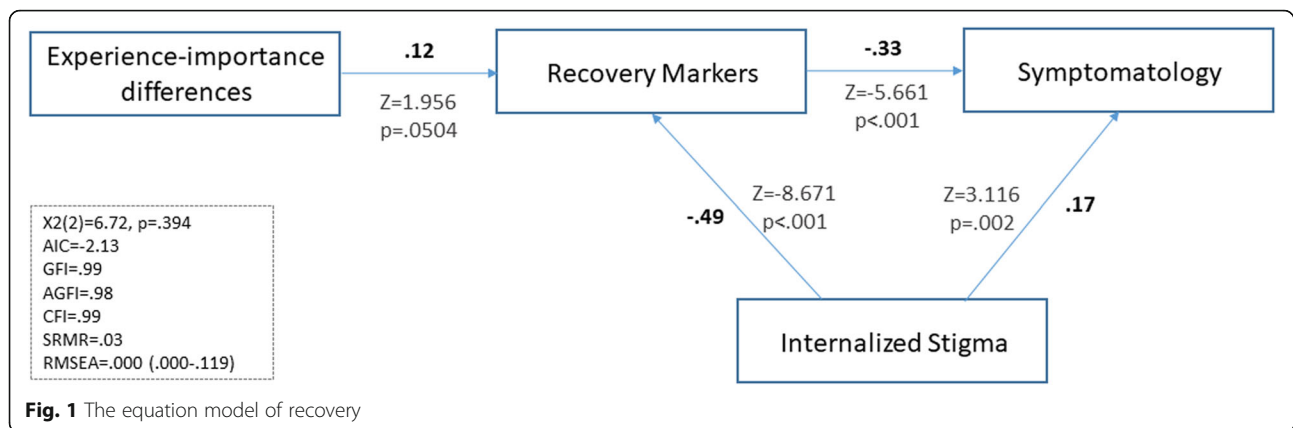 Experience-importance
differences
.12
Z=1.956
p=.0504
Recovery Markers
-.33
Z=-5.661
p<.001
Symptomatology
Z=-8.671
p<.001
-.49
Z=3.116
p=.002
.17
Internalized Stigma
X2(2)=6.72, p=.394
AIC=-2.13
GFI=.99
AGFI=.98
CFI=.99
SRMR=.03
RMSEA=.000 (.000-.119)
Fig. 1 The equation model of recovery